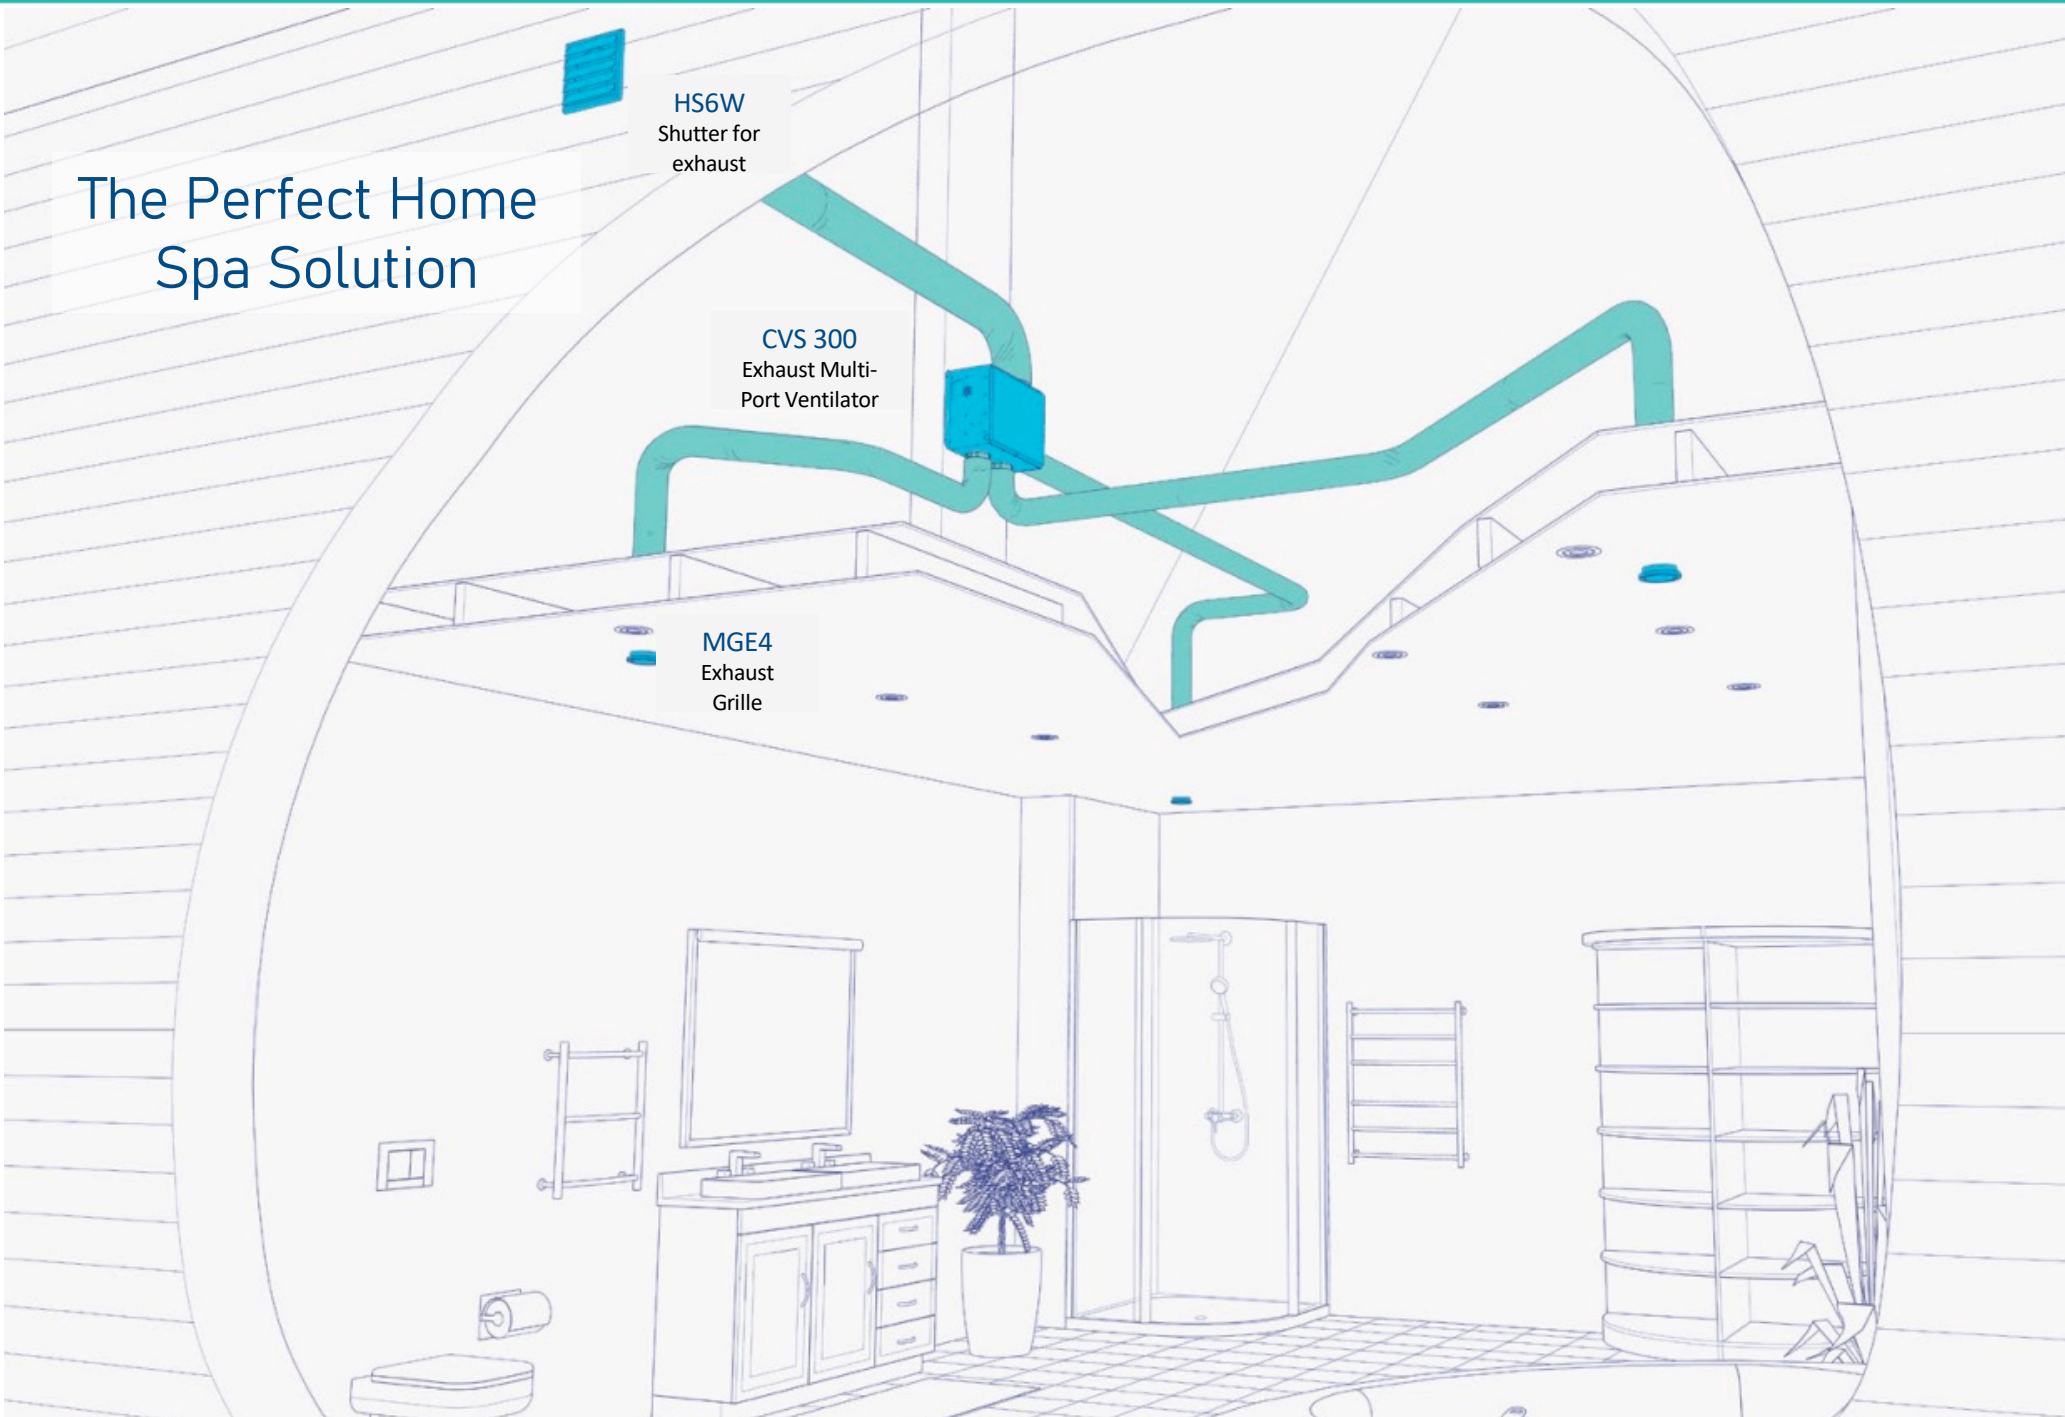 HS6W
Shutter for
exhaust
The Perfect Home
Spa Solution
CVS 300
Exhaust Multi-
Port Ventilator
MGE4
Exhaust
Grille